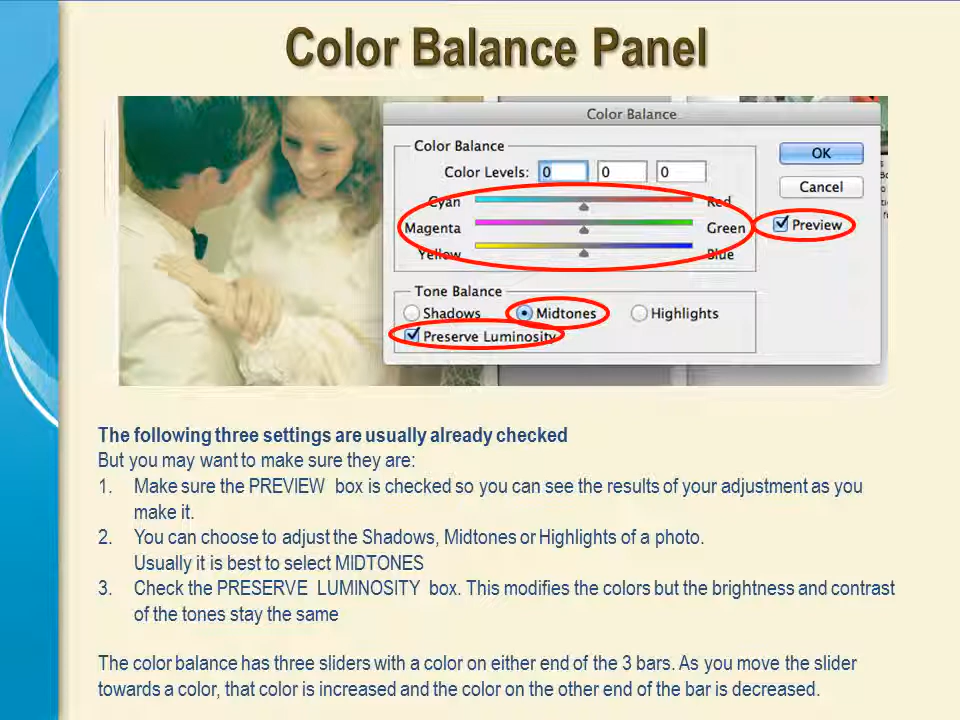 Color Balance Panel
Color Balance
Color Balance
OK
Color Levels: 0 0 0
Cancel
Cyan Red
Magenta Green
Preview
Yellow Blue
Tone Balance
Shadows Midtones Highlights
Preserve Luminosity
The following three settings are usually already checked
But you may want to make sure they are:
1. Make sure the PREVIEW box is checked so you can see the results of your adjustment as you
make it.
2. You can choose to adjust the Shadows, Midtones or Highlights of a photo.
Usually it is best to select MIDTONES
3. Check the PRESERVE LUMINOSITY box. This modifies the colors but the brightness and contrast
of the tones stay the same
The color balance has three sliders with a color on either end of the 3 bars. As you move the slider
towards a color, that color is increased and the color on the other end of the bar is decreased.